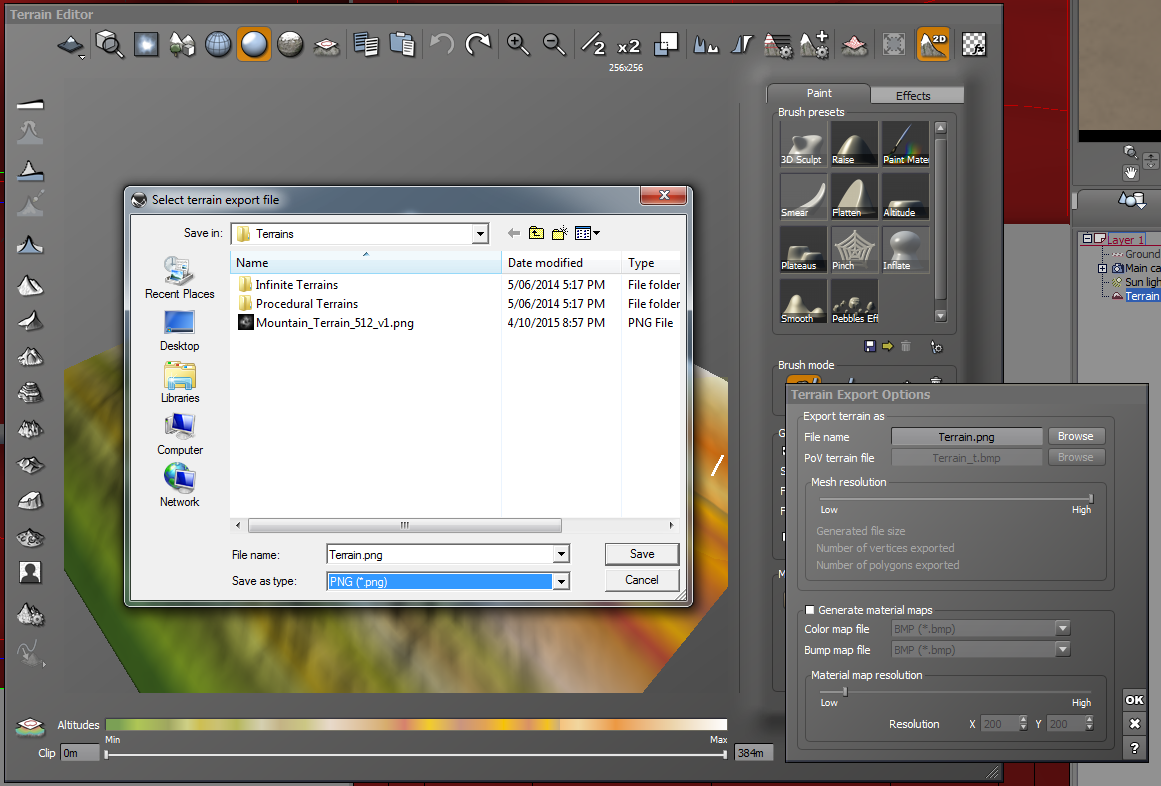 Terrain Editor
/2 x2
2D
256x256
Paint Effects
Brush presets
3D Sculpt Raise Paint Mate
Smear Flatten Altitude
Plateaus Pinch Inflate
Smooth Pebbles Eff
Brush mode
Select terrain export file
Save in: Terrains
Name Date modified Type
Infinite Terrains 5/06/2014 5:17 PM File folder
Procedural Terrains 5/06/2014 5:17 PM File folder
Mountain_Terrain_512_v1.png 4/10/2015 8:57 PM PNG File
Recent Places
Desktop
Libraries
Computer
Network
File name: Terrain.png Save
Save as type: PNG (*.png) Cancel
Layer 1
Ground
Main ca
Sun ligh
Terrain
Terrain Export Options
Export terrain as
File name Terrain.png Browse
PoV terrain file Terrain_t.bmp Browse
Mesh resolution
Low High
Generated file size
Number of vertices exported
Number of polygons exported
Generate material maps
Color map file BMP (*.bmp)
Bump map file BMP (*.bmp)
Material map resolution
Low High
Resolution X 200 Y 200
OK
?
Altitudes
Min Max
Clip 0m 384m